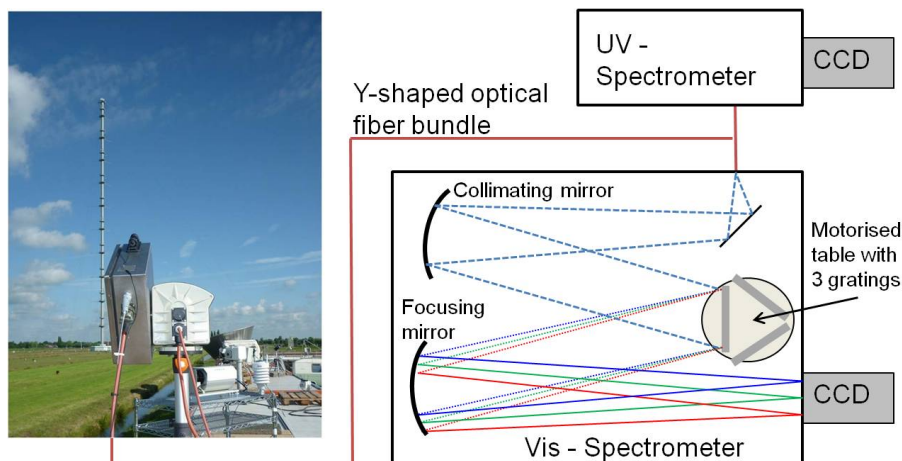 UV -
Spectrometer
CCD
Y-shaped optical
fiber bundle
Collimating mirror
Motorised
table with
3 gratings
Focusing
mirror
CCD
Vis - Spectrometer